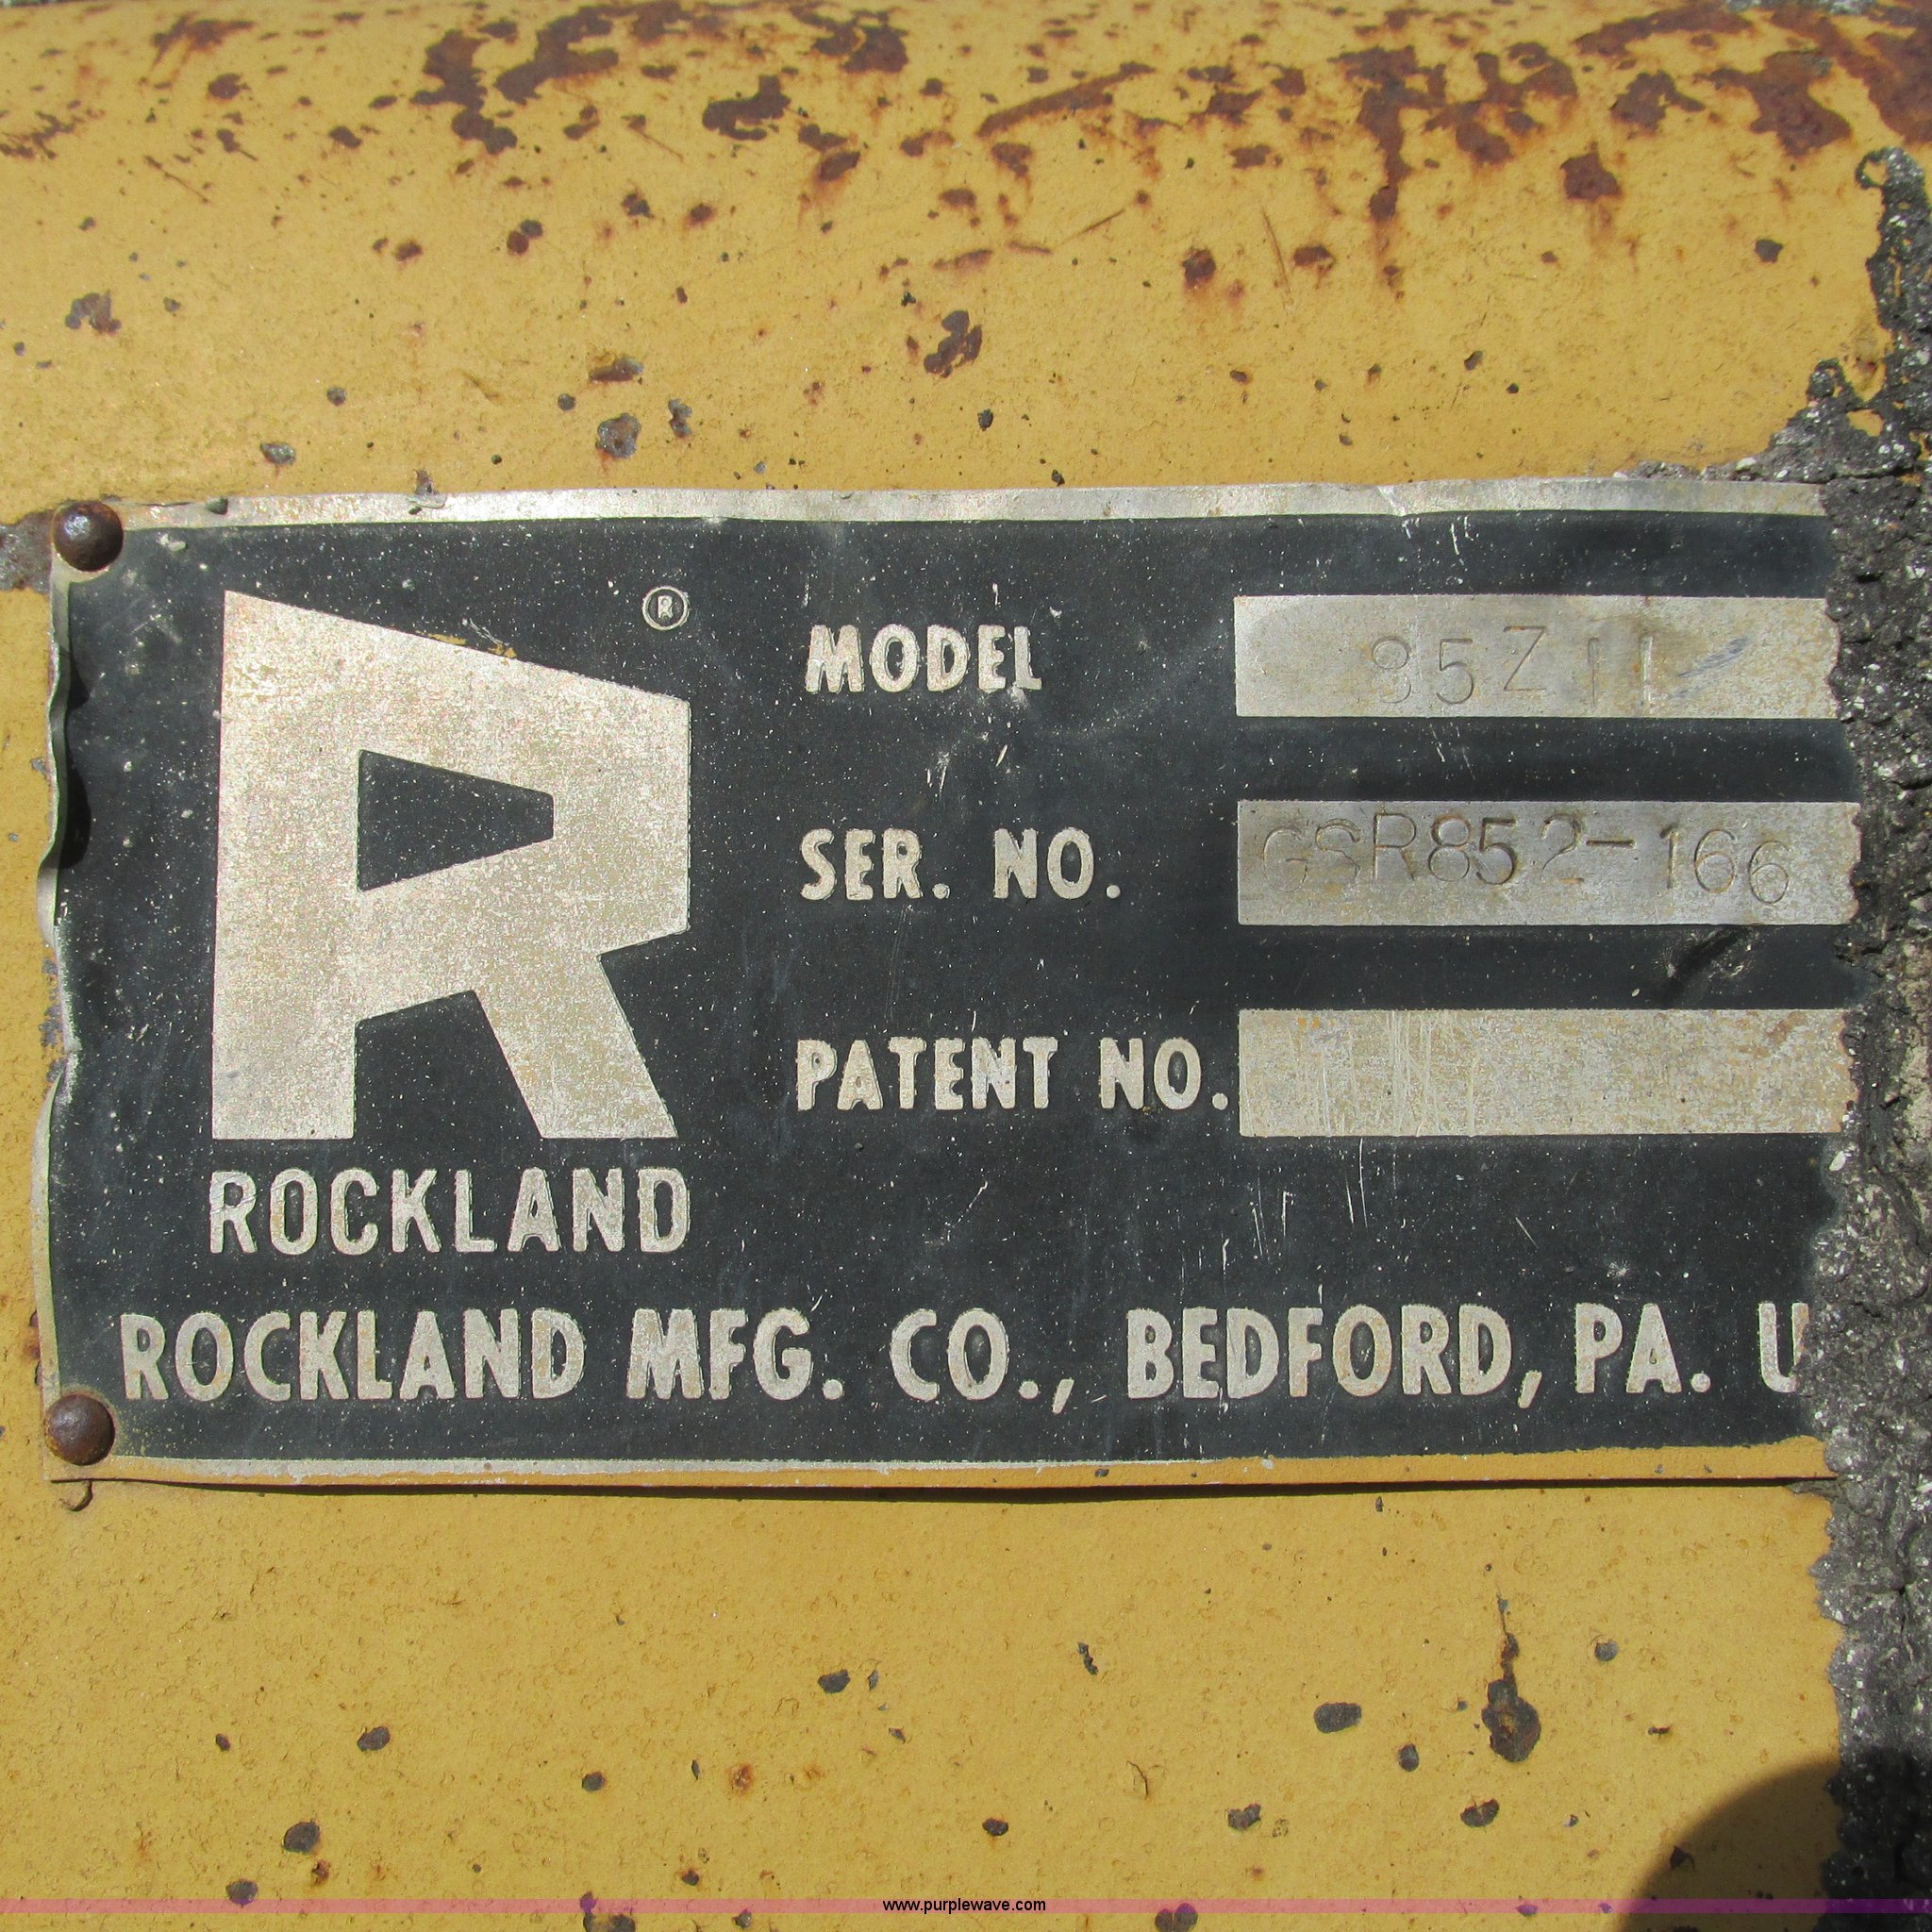 ®
MODEL 85Z11
SER. NO. GSR852-166
PATENT NO.
ROCKLAND
ROCKLAND MFG. CO., BEDFORD, PA. U
www.purplewave.com